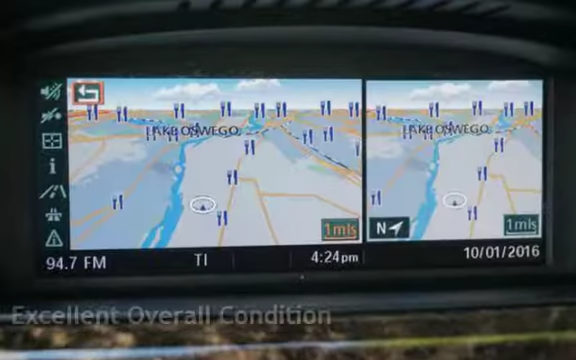 LAKE OSWEGO
LAKE OSWEGO
1mls
N
1mls
94.7 FM
TI
4:24pm
10/01/2016
Excellent Overall Condition